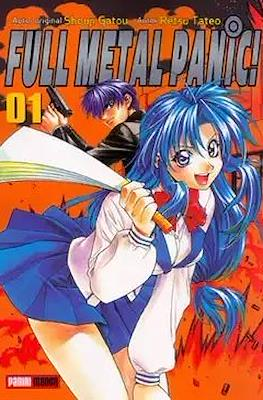 Autor original Shouji Gatou Autor Retsu Tateo
FULL METAL PANIC!
01
PANINI MANGA